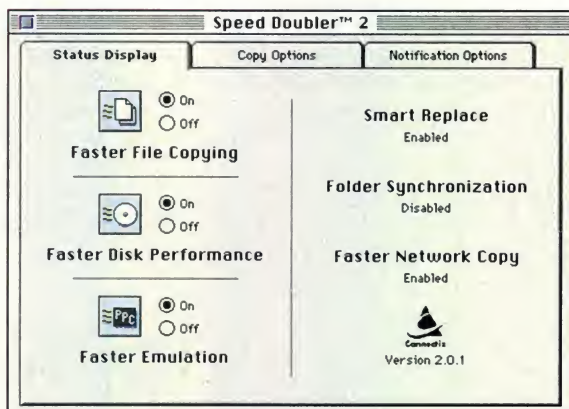 Speed Doubler™ 2
Status Display
Copy Options
Notification Options
On
Off
Faster File Copying
On
Off
Faster Disk Performance
PPC
On
Off
Faster Emulation
Smart Replace
Enabled
Folder Synchronization
Disabled
Faster Network Copy
Enabled
Connectix
Version 2.0.1